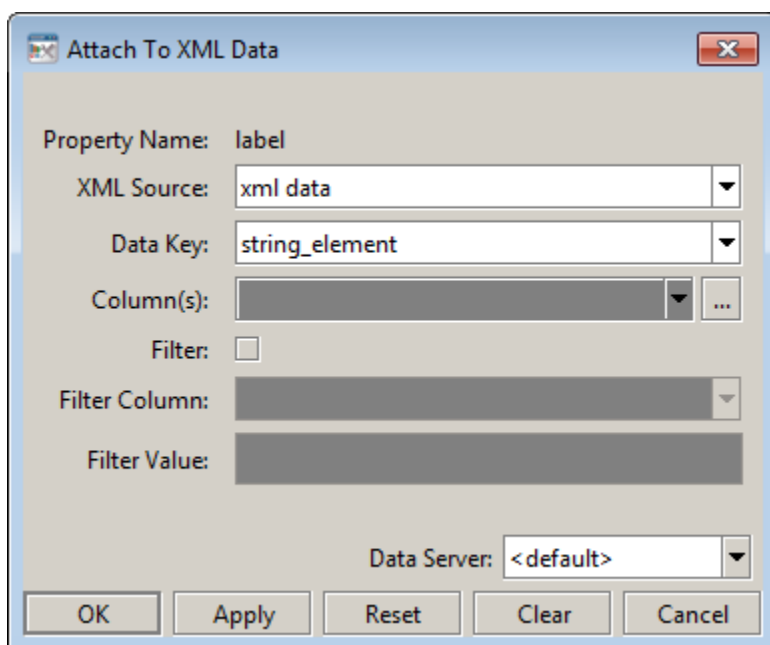 Attach To XML Data
Property Name: label
XML Source: xml data
Data Key: string_element
Column(s): ...
Filter:
Filter Column:
Filter Value:
Data Server: <default>
OK Apply Reset Clear Cancel